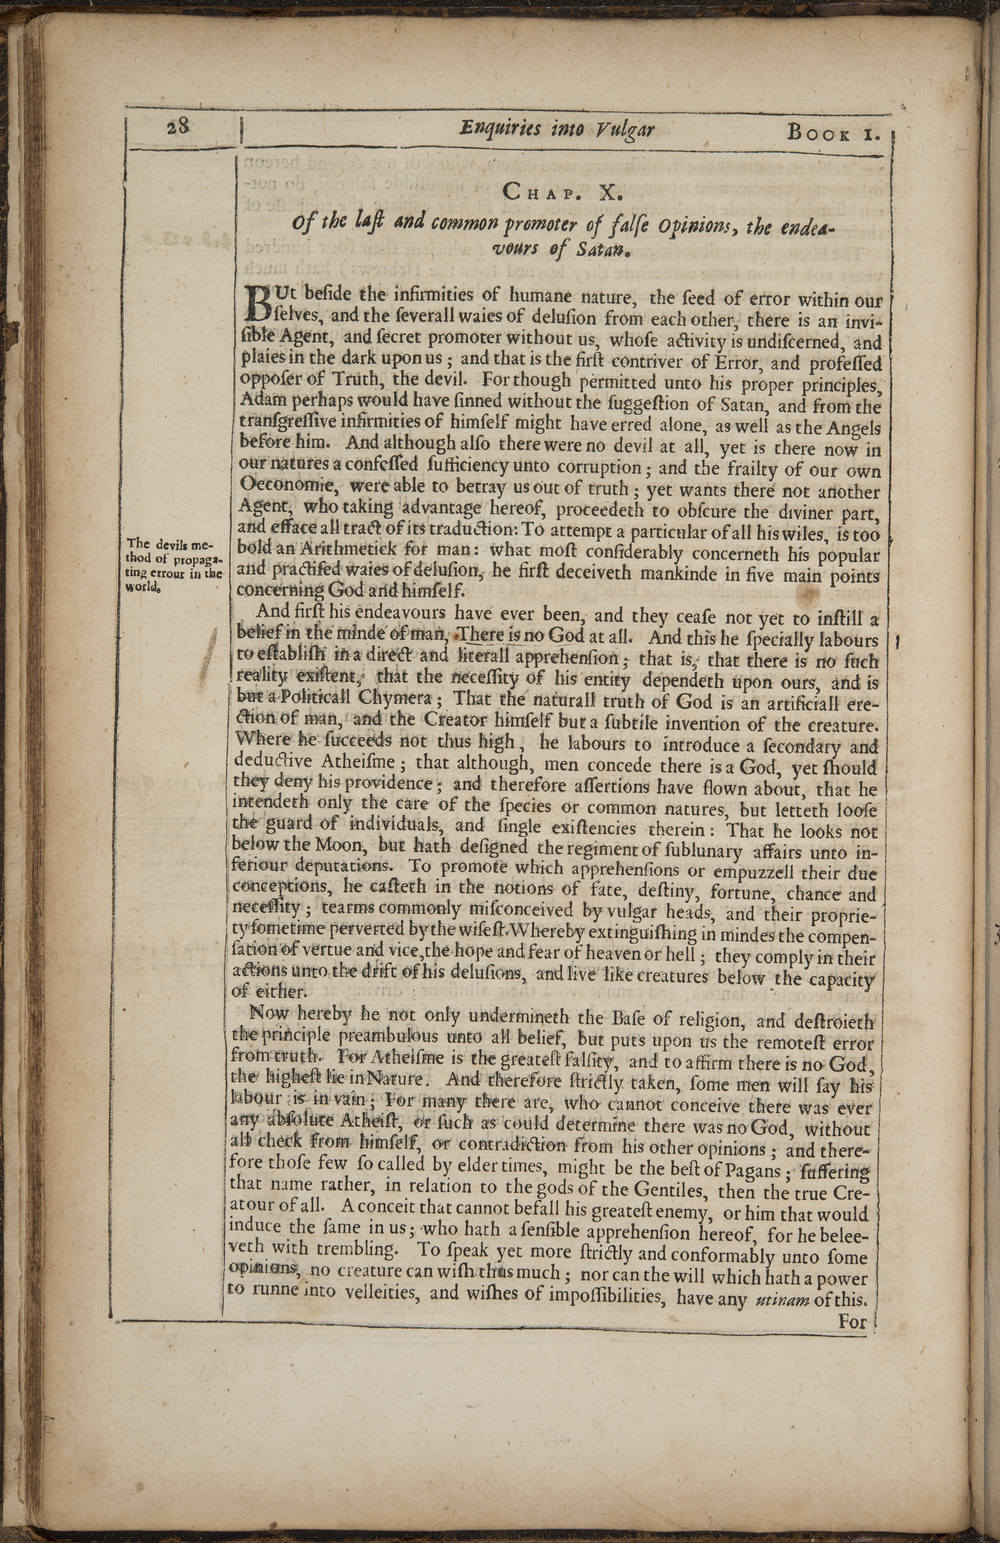 28 Enquiries into Vulgar Book 1.
Chap. X.
Of the laſt and common promoter of falſe Opinions, the endea-
vours of Satan.
BUt beſide the infirmities of humane nature, the ſeed of error within our
ſelves, and the ſeverall waies of deluſion from each other, there is an invi-
ſible Agent, and ſecret promoter without us, whoſe activity is undiſcerned, and
plaies in the dark upon us ; and that is the firſt contriver of Error, and profeſſed
oppoſer of Truth, the devil. For though permitted unto his proper principles,
Adam perhaps would have ſinned without the ſuggeſtion of Satan, and from the
tranſgreſſive infirmities of himſelf might have erred alone, as well as the Angels
before him. And although alſo there were no devil at all, yet is there now in
our natures a confeſſed ſufficiency unto corruption ; and the frailty of our own
Oeconomie, were able to betray us out of truth ; yet wants there not another
Agent, who taking advantage hereof, proceedeth to obſcure the diviner part,
and efface all tract of its traduction: To attempt a particular of all his wiles, is too
bold an Arithmetick for man: what moſt conſiderably concerneth his popular
and practiſed waies of deluſion, he firſt deceiveth mankinde in five main points
concerning God and himſelf.
The devils me-
thod of propaga-
ting errour in the
world.
And firſt his endeavours have ever been, and they ceaſe not yet to inſtill a
belief in the minde of man, There is no God at all. And this he ſpecially labours
to eſtabliſh in a direct and literall apprehenſion ; that is, that there is no ſuch
reality exiſtent, that the neceſſity of his entity dependeth upon ours, and is
but a Politicall Chymera ; That the naturall truth of God is an artificiall ere-
ction of man, and the Creator himſelf but a ſubtile invention of the creature.
Where he ſucceeds not thus high, he labours to introduce a ſecondary and
deductive Atheiſme ; that although, men concede there is a God, yet ſhould
they deny his providence ; and therefore aſſertions have flown about, that he
intendeth only the care of the ſpecies or common natures, but letteth looſe
the guard of individuals, and ſingle exiſtencies therein : That he looks not
below the Moon, but hath deſigned the regiment of ſublunary affairs unto in-
feriour deputations. To promote which apprehenſions or empuzzell their due
conceptions, he caſteth in the notions of fate, deſtiny, fortune, chance and
neceſſity ; tearms commonly miſconceived by vulgar heads, and their proprie-
ty ſometime perverted by the wiſeſt. Whereby extinguiſhing in mindes the compen-
ſation of vertue and vice, the hope and fear of heaven or hell ; they comply in their
actions unto the drift of his deluſions, and live like creatures below the capacity
of either.
Now hereby he not only undermineth the Baſe of religion, and deſtroieth
the principle preambulous unto all belief, but puts upon us the remoteſt error
from truth. For Atheiſme is the greateſt falſity, and to affirm there is no God,
the higheſt lie in Nature. And therefore ſtrictly taken, ſome men will ſay his
labour is in vain ; For many there are, who cannot conceive there was ever
any abſolute Atheiſt, or ſuch as could determine there was no God, without
all check from himſelf, or contradiction from his other opinions ; and there-
fore thoſe few ſo called by elder times, might be the beſt of Pagans ; ſuffering
that name rather, in relation to the gods of the Gentiles, then the true Cre-
atour of all. A conceit that cannot befall his greateſt enemy, or him that would
induce the ſame in us ; who hath a ſenſible apprehenſion hereof, for he belee-
veth with trembling. To ſpeak yet more ſtrictly and conformably unto ſome
opinions, no creature can wiſh thus much ; nor can the will which hath a power
to runne into velleities, and wiſhes of impoſſibilities, have any utinam of this.
For